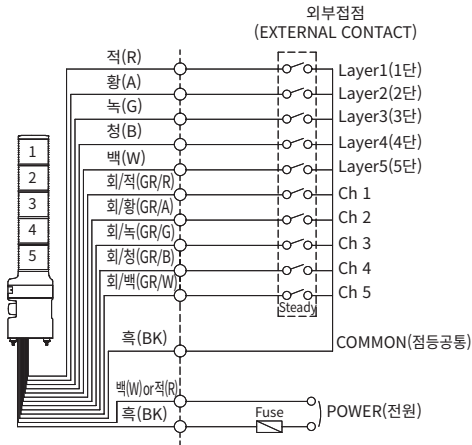 외부접점
(EXTERNAL CONTACT)
적(R)
Layer1(1단)
황(A)
Layer2(2단)
녹(G)
Layer3(3단)
청(B)
Layer4(4단)
백(W)
Layer5(5단)
회/적(GR/R)
Ch 1
회/황(GR/A)
Ch 2
회/녹(GR/G)
Ch 3
회/청(GR/B)
Ch 4
회/백(GR/W)
Ch 5
Steady
1
2
3
4
5
흑(BK)
COMMON(점등공통)
백(W)or적(R)
흑(BK)
Fuse
POWER(전원)